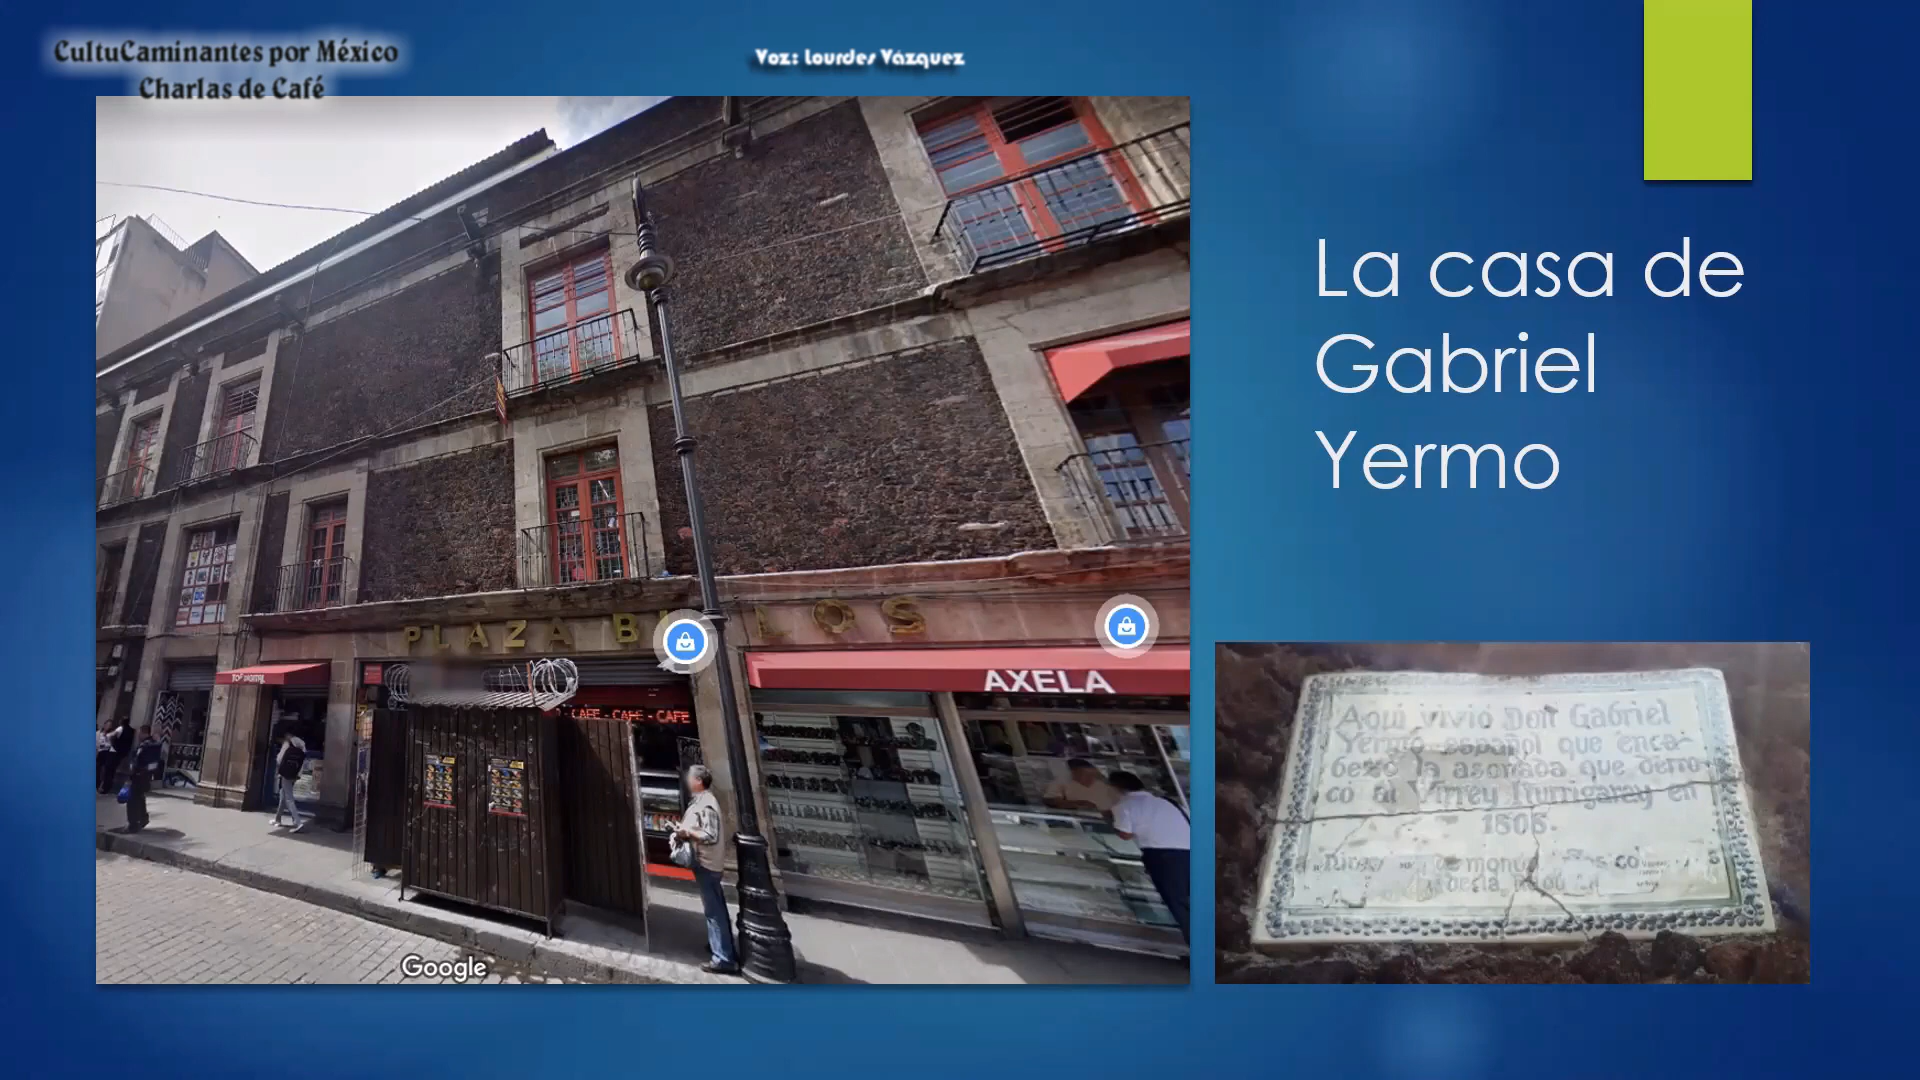 CultuCaminantes por México
Charlas de Café
Voz: Lourdes Vázquez
La casa de
Gabriel
Yermo
PLAZA
AXELA
CAFE - CAFE - CAFE
Google
Aquí vivió Don Gabriel
Yermo español que enca-
bezó la asonada que derro-
có al Virrey Iturrigaray en
1808.